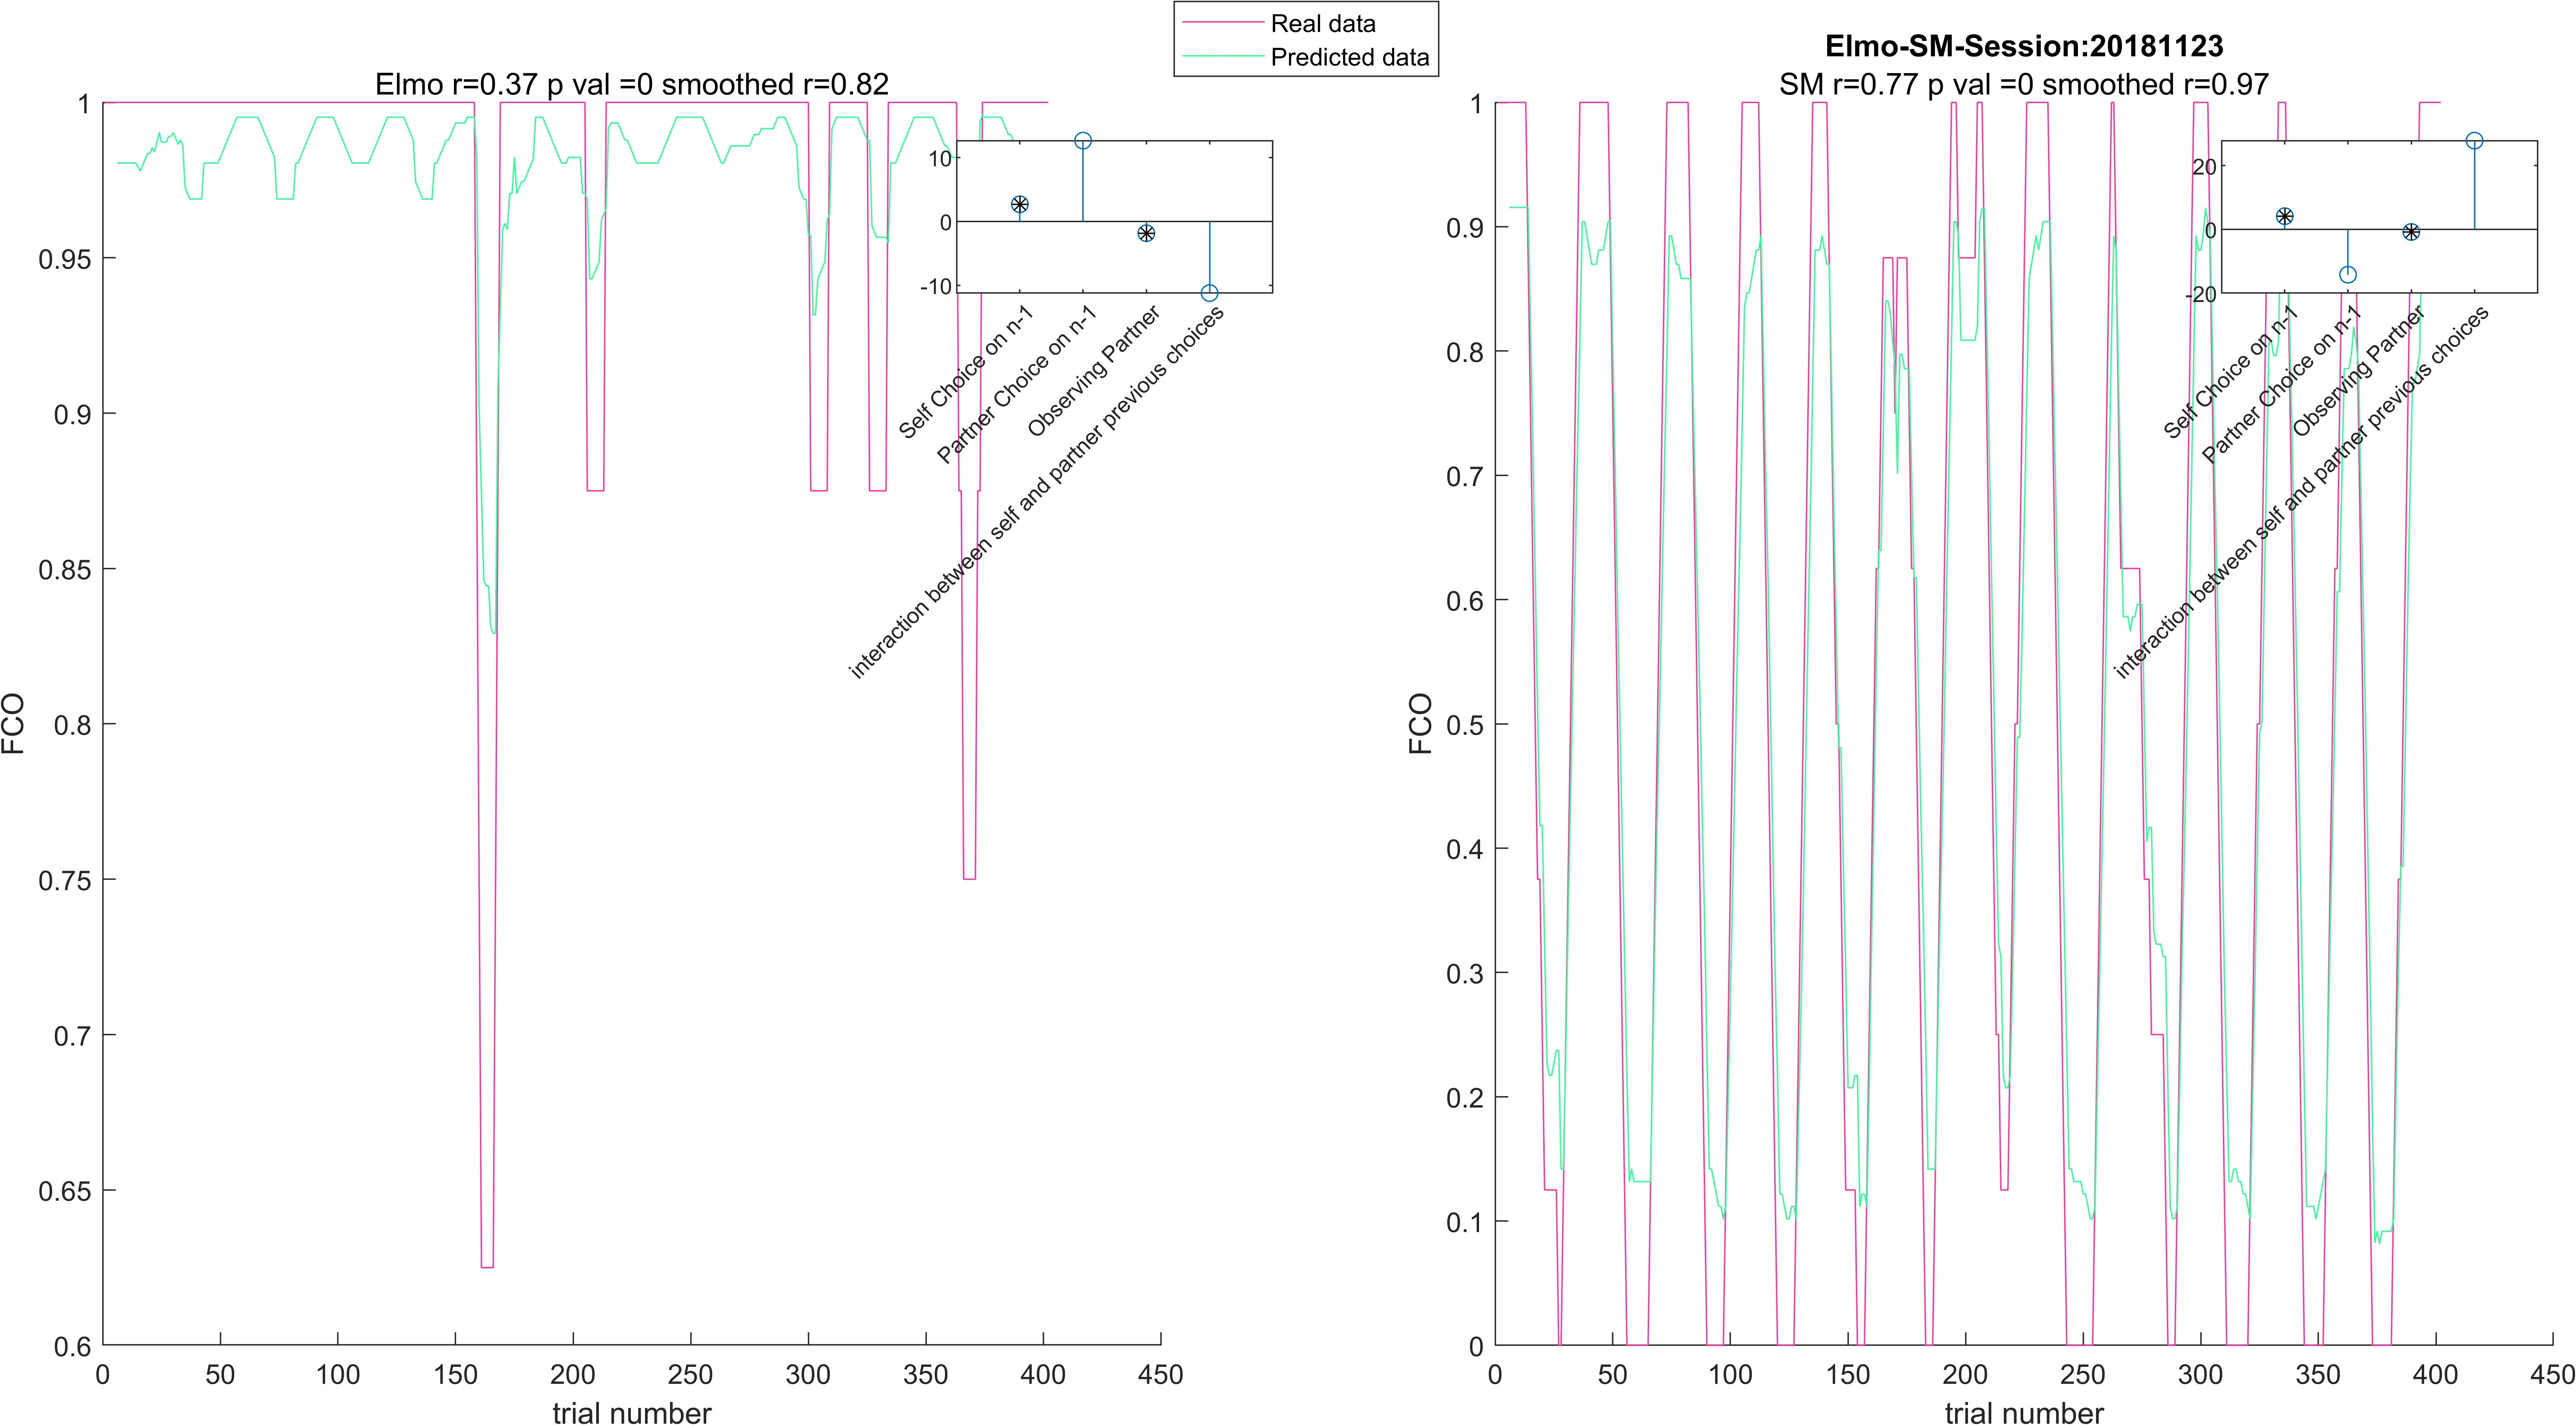 Real data
Predicted data
Elmo r=0.37 p val =0 smoothed r=0.82
1
0.95
0.9
0.85
0.8
0.75
0.7
0.65
0.6
FCO
0 50 100 150 200 250 300 350 400 450
trial number
10
0
-10
Self Choice on n-1
Partner Choice on n-1
Observing Partner
interaction between self and partner previous choices
Elmo-SM-Session:20181123
SM r=0.77 p val =0 smoothed r=0.97
1
0.9
0.8
0.7
0.6
0.5
0.4
0.3
0.2
0.1
0
FCO
0 50 100 150 200 250 300 350 400 450
trial number
20
0
-20
Self Choice on n-1
Partner Choice on n-1
Observing Partner
interaction between self and partner previous choices